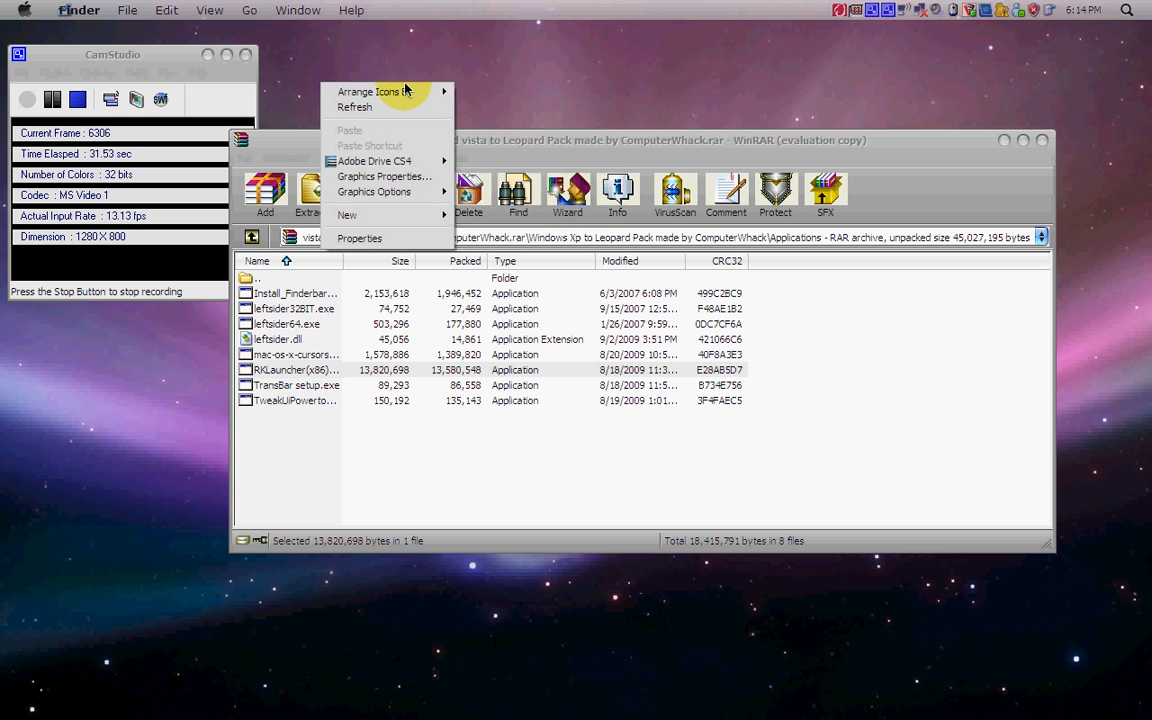 Finder File Edit View Go Window Help 6:14 PM
CamStudio
Current Frame : 6306
Time Elasped : 31.53 sec
Number of Colors : 32 bits
Codec : MS Video 1
Actual Input Rate : 13.13 fps
Dimension : 1280 X 800
Press the Stop Button to stop recording
Arrange Icons
Refresh
Paste
Paste Shortcut
Adobe Drive CS4
Graphics Properties...
Graphics Options
New
Properties
d vista to Leopard Pack made by ComputerWhack.rar - WinRAR (evaluation copy)
Add Extra Delete Find Wizard Info VirusScan Comment Protect SFX
vista puterWhack.rar\Windows Xp to Leopard Pack made by ComputerWhack\Applications - RAR archive, unpacked size 45,027,195 bytes
Name Size Packed Type Modified CRC32
.. Folder
Install_Finderbar... 2,153,618 1,946,452 Application 6/3/2007 6:08 PM 499C2BC9
leftsider32BIT.exe 74,752 27,469 Application 9/15/2007 12:5... F48AE1B2
leftsider64.exe 503,296 177,880 Application 1/26/2007 9:59... 0DC7CF6A
leftsider.dll 45,056 14,861 Application Extension 9/2/2009 3:51 PM 421066C6
mac-os-x-cursors... 1,578,886 1,389,820 Application 8/20/2009 10:5... 40F8A3E3
RKLauncher(x86)... 13,820,698 13,580,548 Application 8/18/2009 11:3... E28AB5D7
TransBar setup.exe 89,293 86,558 Application 8/18/2009 11:5... B734E756
TweakUiPowerto... 150,192 135,143 Application 8/19/2009 1:01... 3F4FAEC5
Selected 13,820,698 bytes in 1 file Total 18,415,791 bytes in 8 files